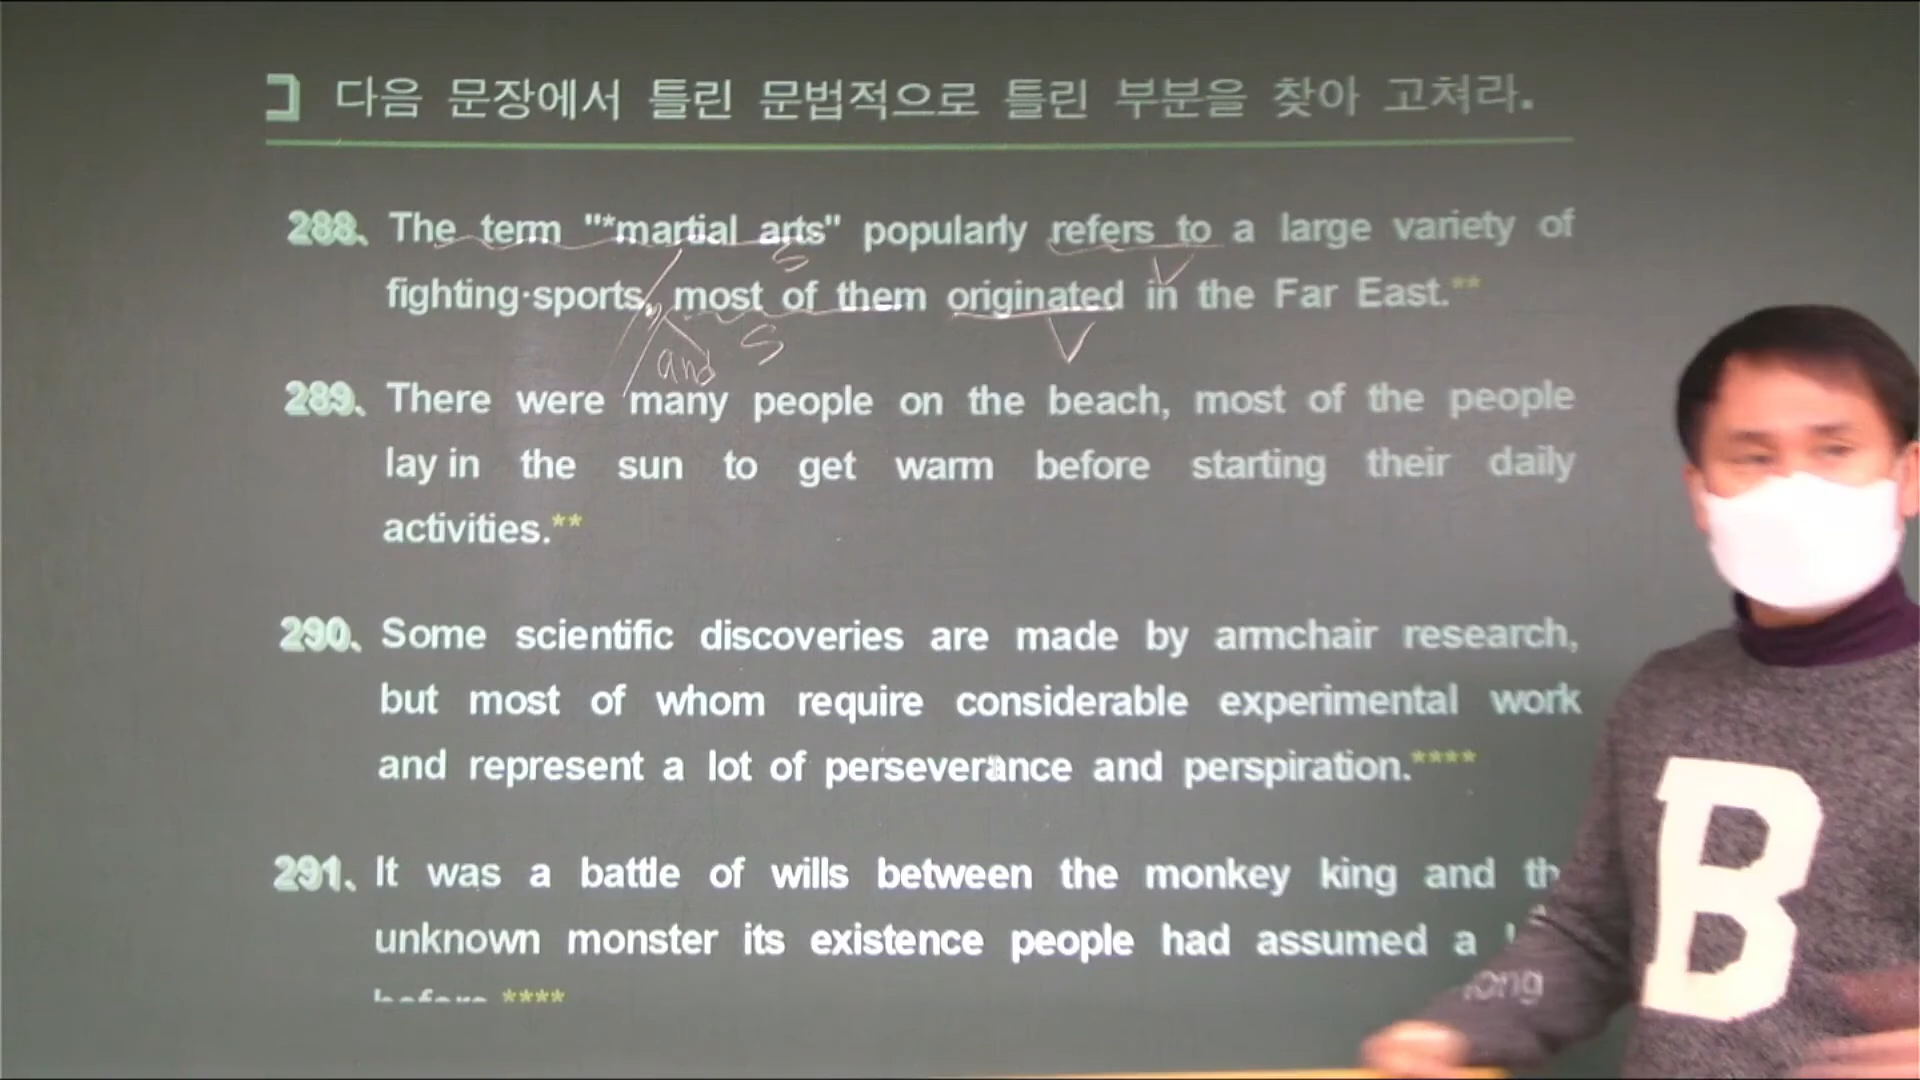 그 다음 문장에서 틀린 문법적으로 틀린 부분을 찾아 고쳐라.
288. The term "*martial arts" popularly refers to a large variety of
S V
fighting·sports, most of them originated in the Far East.**
and S V
289. There were many people on the beach, most of the people
lay in the sun to get warm before starting their daily
activities.**
290. Some scientific discoveries are made by armchair research,
but most of whom require considerable experimental work
and represent a lot of perseverance and perspiration.****
291. It was a battle of wills between the monkey king and
unknown monster its existence people had assumed a
long
before.****
B